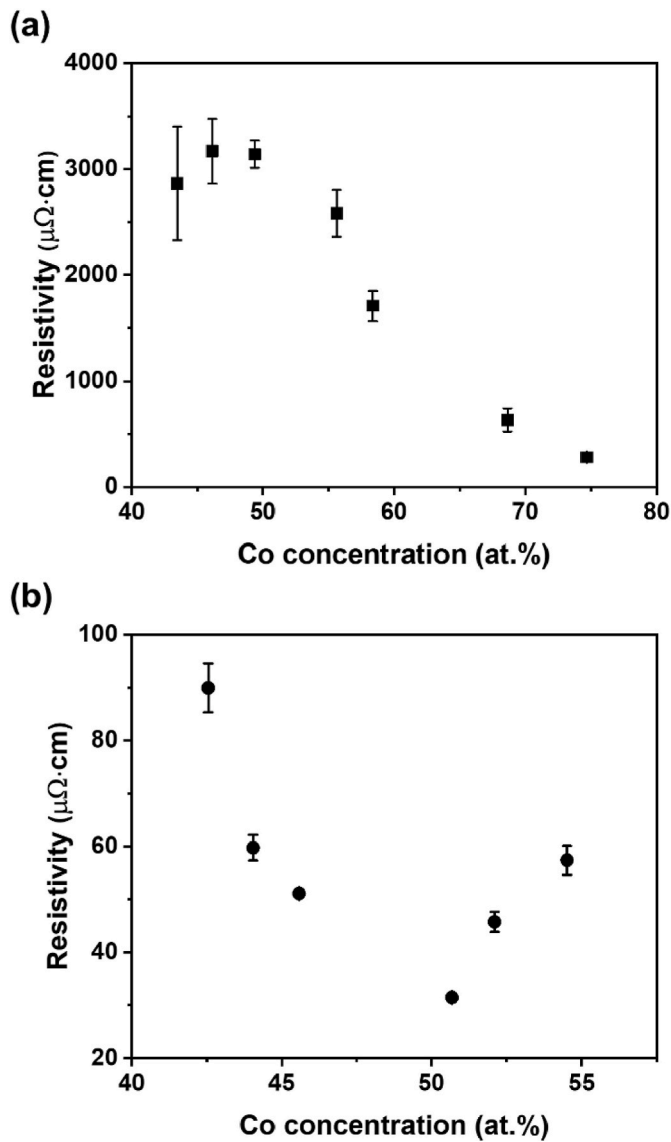 (a)
4000
3000
2000
1000
0
Resistivity (μΩ·cm)
40 50 60 70 80
Co concentration (at.%)
(b)
100
80
60
40
20
Resistivity (μΩ·cm)
40 45 50 55
Co concentration (at.%)